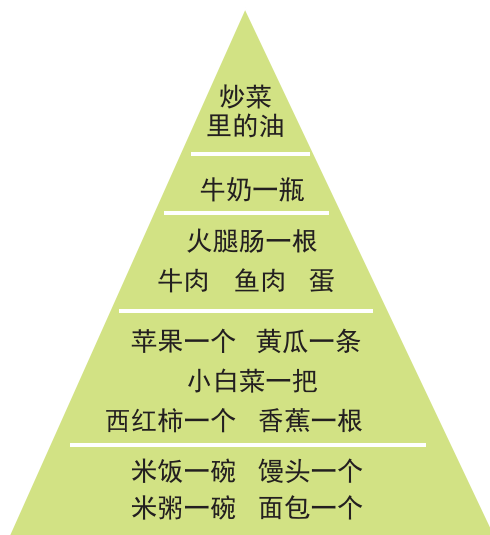 炒菜
里的油
牛奶一瓶
火腿肠一根
牛肉 鱼肉 蛋
苹果一个 黄瓜一条
小白菜一把
西红柿一个 香蕉一根
米饭一碗 馒头一个
米粥一碗 面包一个